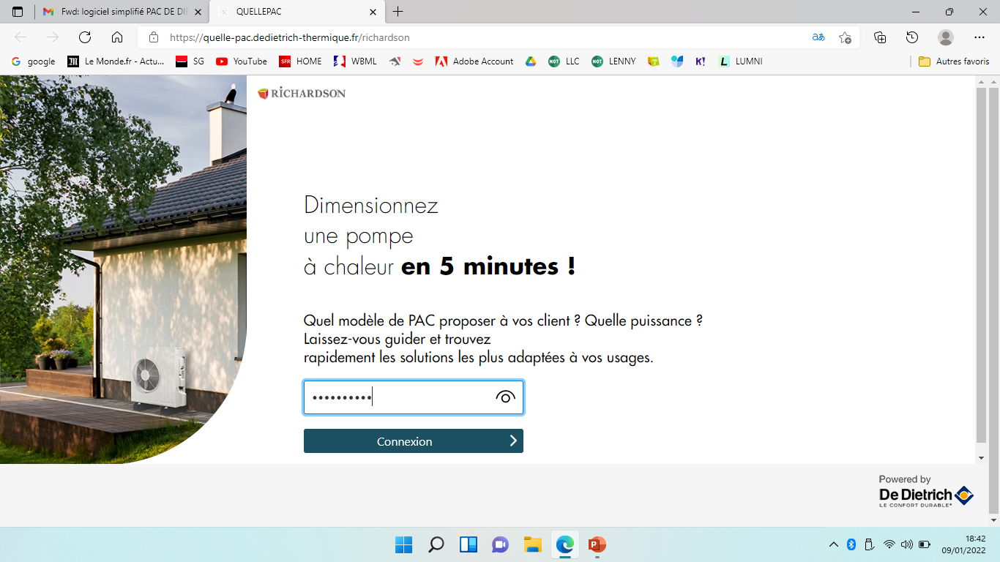 Fwd: logiciel simplifié PAC DE DIE
QUELLEPAC
https://quelle-pac.dedietrich-thermique.fr/richardson
google
Le Monde.fr - Actu...
SG
YouTube
SFR
HOME
WBML
Adobe Account
NOT
LLC
NOT
LENNY
K!
L
LUMNI
Autres favoris
RICHARDSON
Dimensionnez
une pompe
à chaleur en 5 minutes !
Quel modèle de PAC proposer à vos client ? Quelle puissance ?
Laissez-vous guider et trouvez
rapidement les solutions les plus adaptées à vos usages.
••••••••••
Connexion
Powered by
De Dietrich
LE CONFORT DURABLE®
18:42
09/01/2022